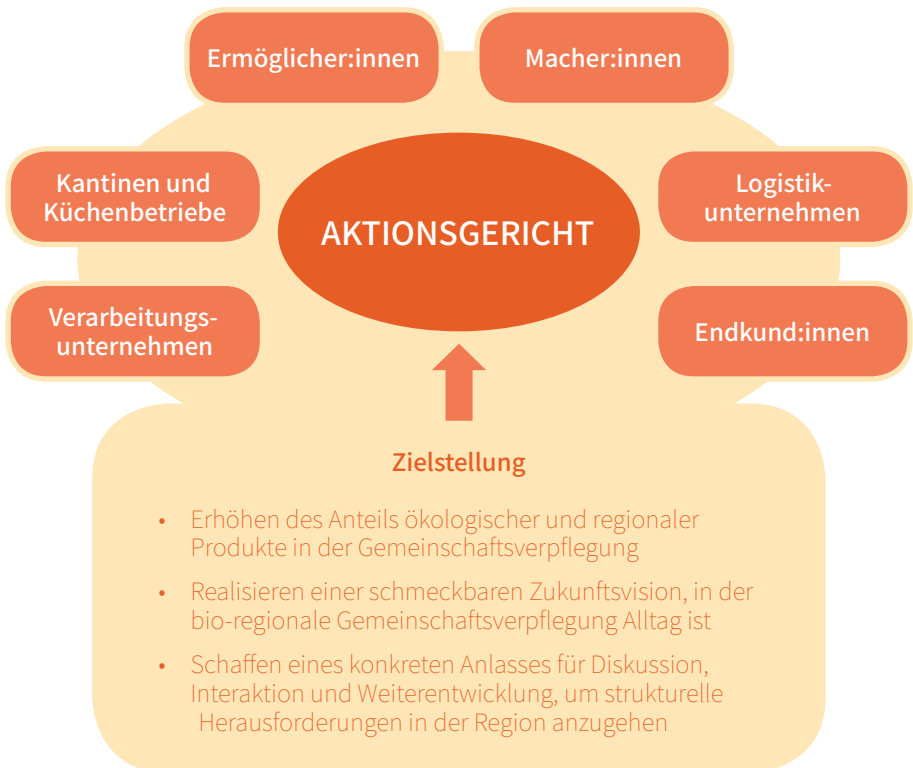 Ermöglicher:innen
Macher:innen
Kantinen und
Küchenbetriebe
AKTIONSGERICHT
Logistik-
unternehmen
Verarbeitungs-
unternehmen
Endkund:innen
Zielstellung
• Erhöhen des Anteils ökologischer und regionaler
Produkte in der Gemeinschaftsverpflegung
• Realisieren einer schmeckbaren Zukunftsvision, in der
bio-regionale Gemeinschaftsverpflegung Alltag ist
• Schaffen eines konkreten Anlasses für Diskussion,
Interaktion und Weiterentwicklung, um strukturelle
Herausforderungen in der Region anzugehen